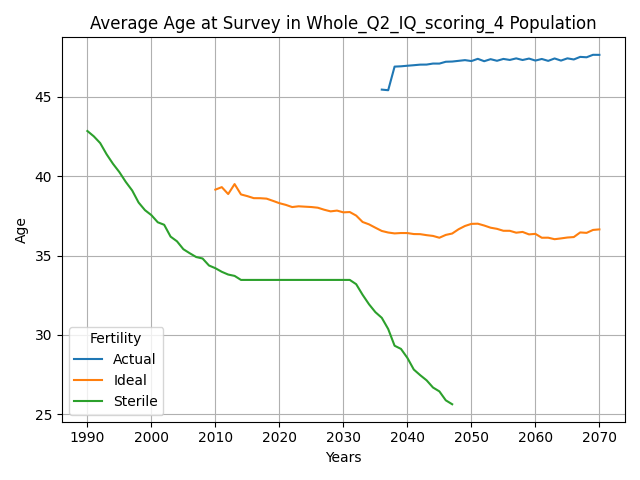 Average Age at Survey in Whole_Q2_IQ_scoring_4 Population
Age
45
40
35
30
25
Fertility
Actual
Ideal
Sterile
1990 2000 2010 2020 2030 2040 2050 2060 2070
Years